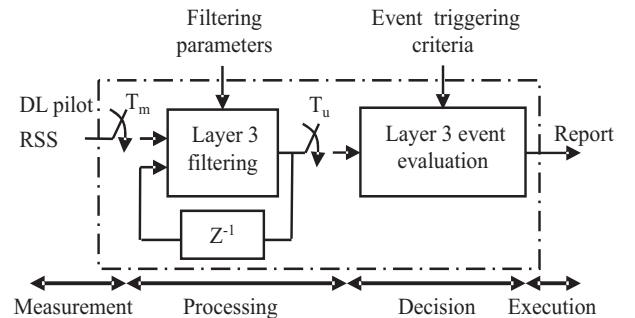 Filtering
parameters
Event triggering
criteria
DL pilot
RSS
Tm
Layer 3
filtering
Tu
Layer 3 event
evaluation
Report
Z-1
Measurement
Processing
Decision
Execution